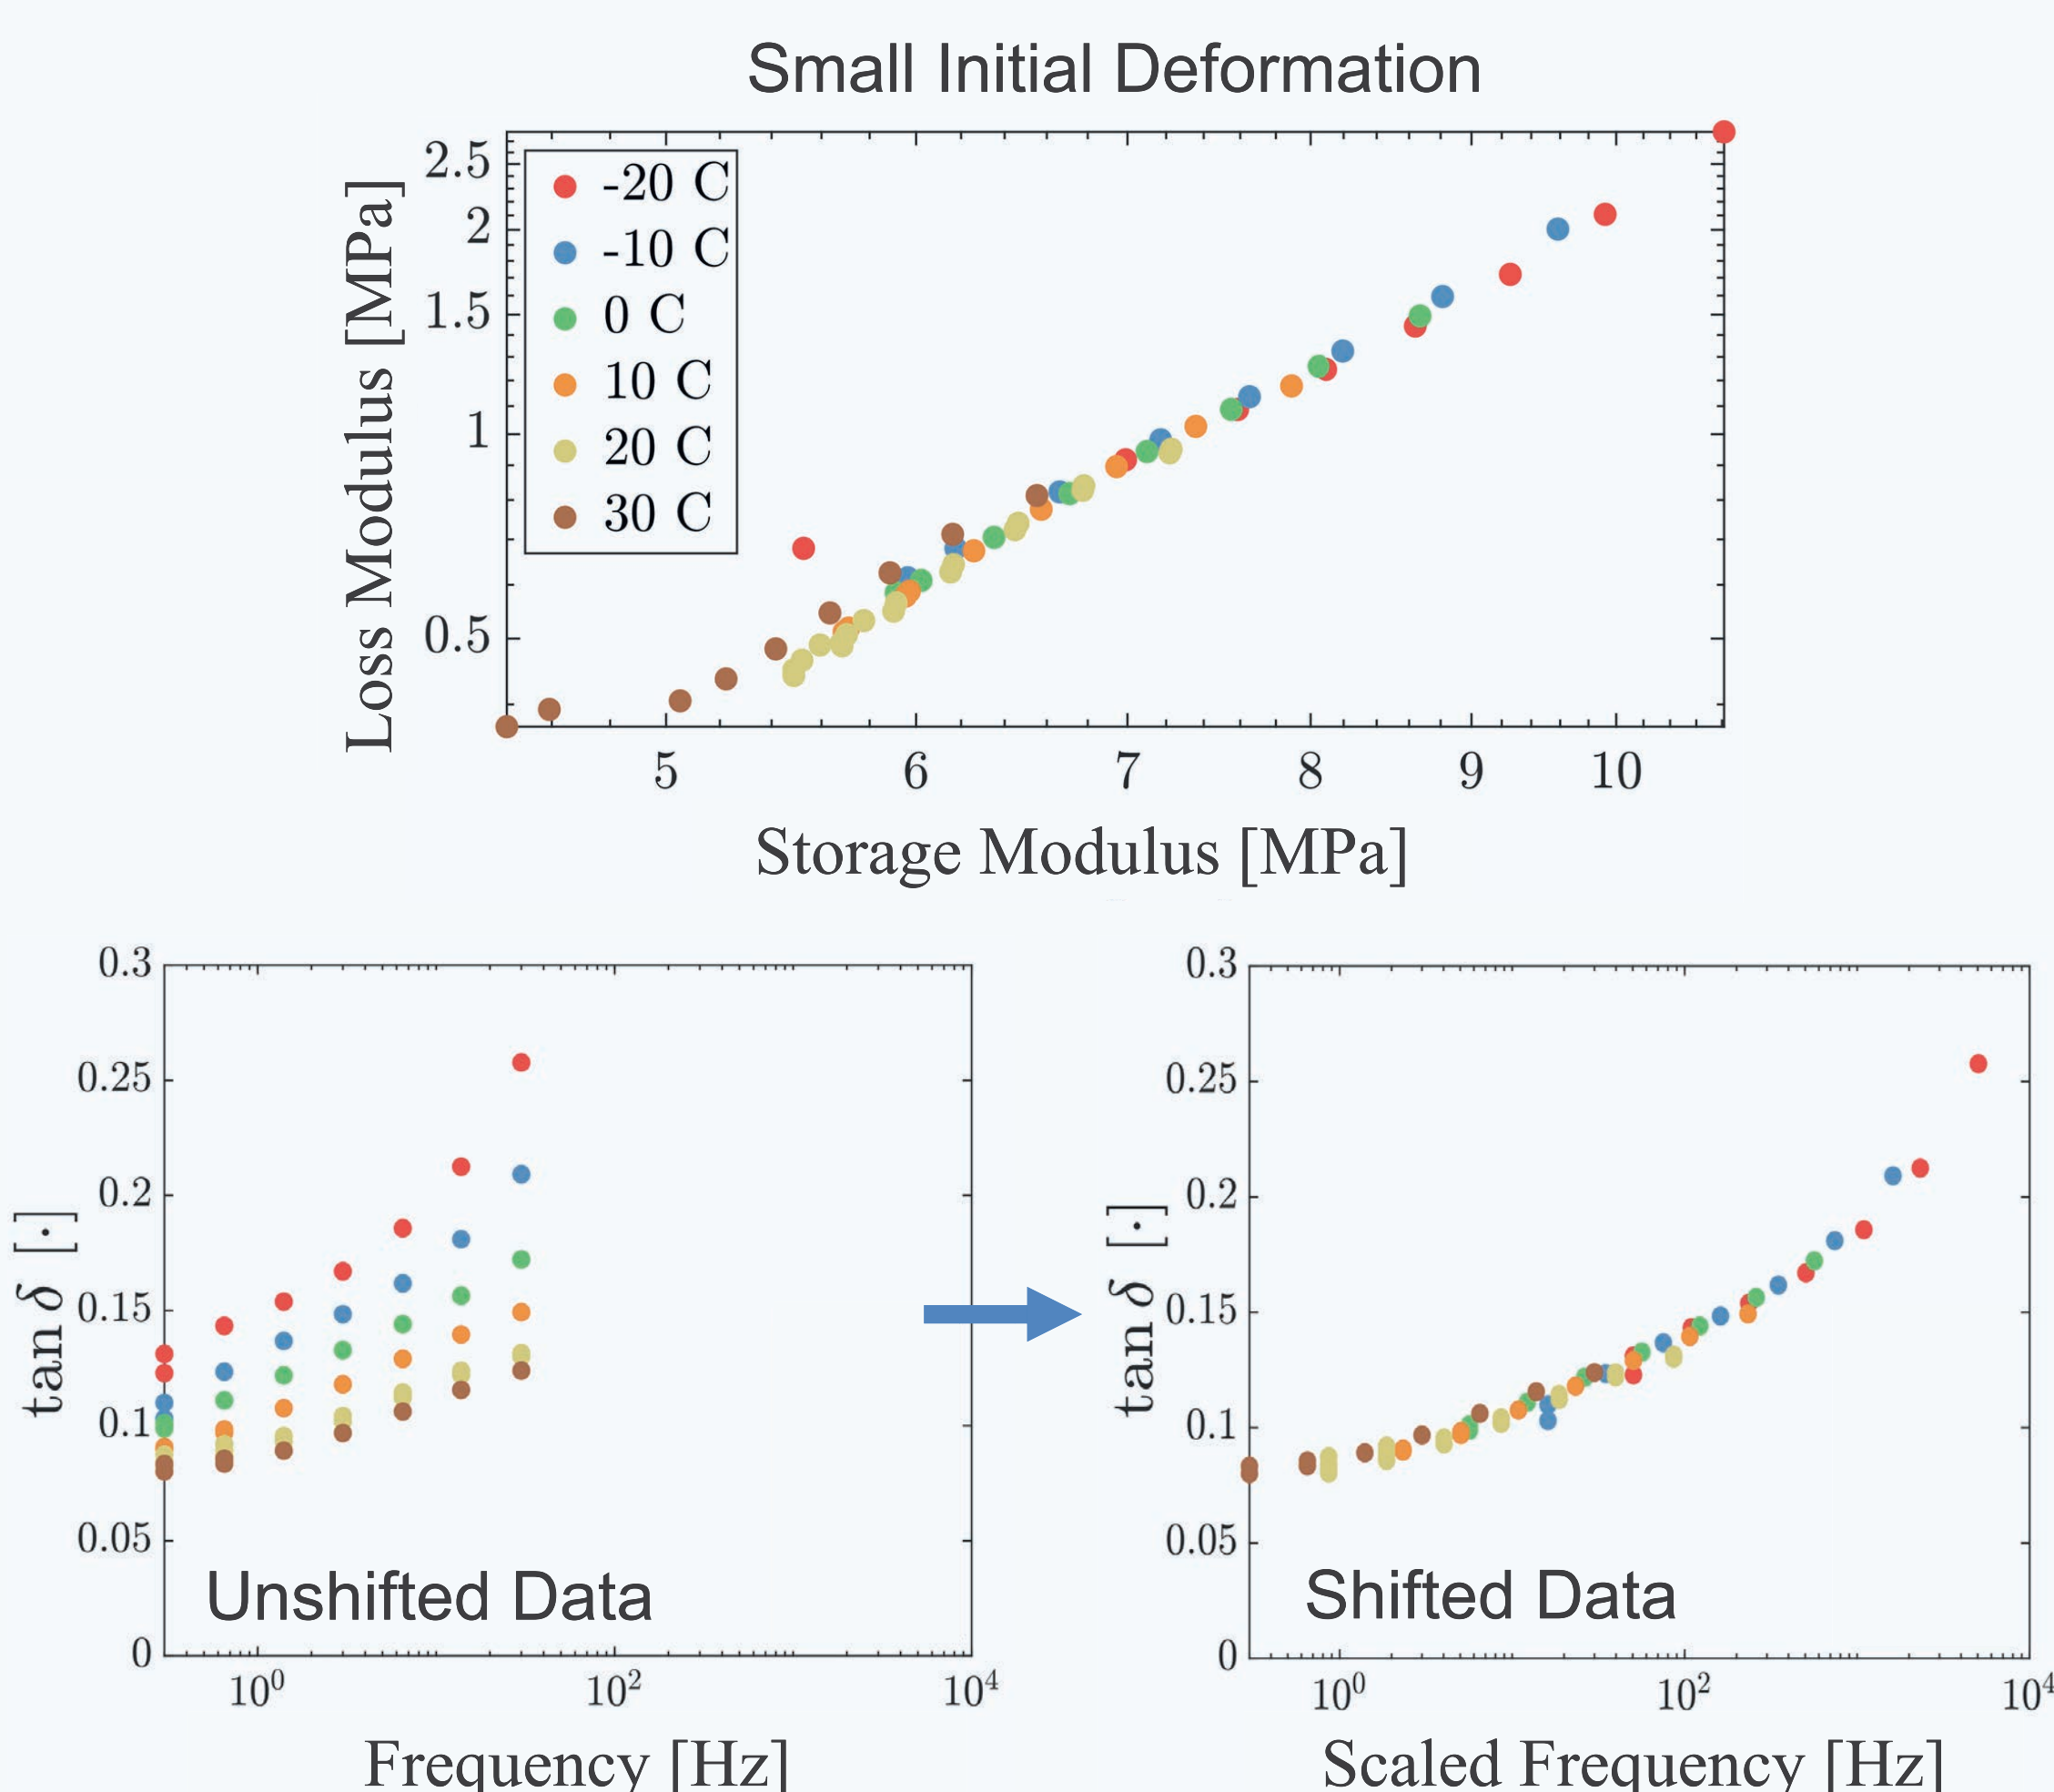 Small Initial Deformation
Loss Modulus [MPa]
2.5
2
1.5
1
0.5
-20 C
-10 C
0 C
10 C
20 C
30 C
5 6 7 8 9 10
Storage Modulus [MPa]
tan δ [·]
0.3
0.25
0.2
0.15
0.1
0.05
0
Unshifted Data
10⁰ 10² 10⁴
Frequency [Hz]
tan δ [·]
0.3
0.25
0.2
0.15
0.1
0.05
0
Shifted Data
10⁰ 10² 10⁴
Scaled Frequency [Hz]